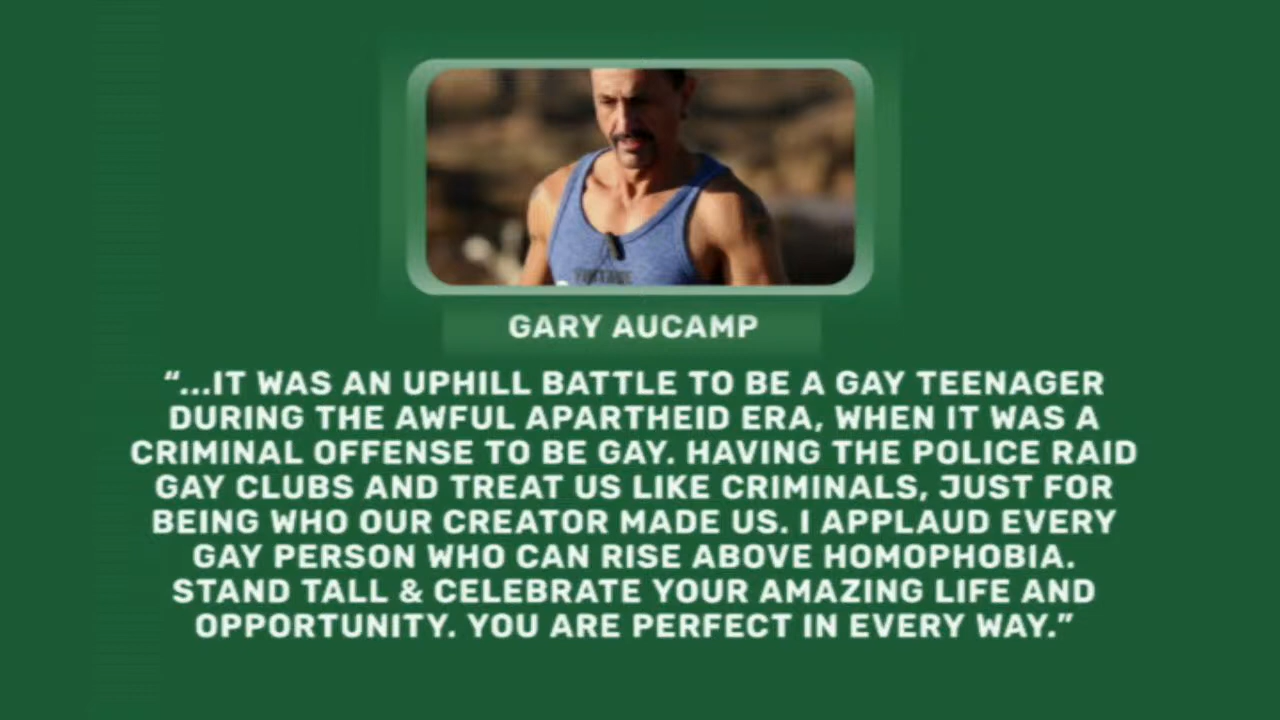 GARY AUCAMP
“...IT WAS AN UPHILL BATTLE TO BE A GAY TEENAGER
DURING THE AWFUL APARTHEID ERA, WHEN IT WAS A
CRIMINAL OFFENSE TO BE GAY. HAVING THE POLICE RAID
GAY CLUBS AND TREAT US LIKE CRIMINALS, JUST FOR
BEING WHO OUR CREATOR MADE US. I APPLAUD EVERY
GAY PERSON WHO CAN RISE ABOVE HOMOPHOBIA.
STAND TALL & CELEBRATE YOUR AMAZING LIFE AND
OPPORTUNITY. YOU ARE PERFECT IN EVERY WAY.”